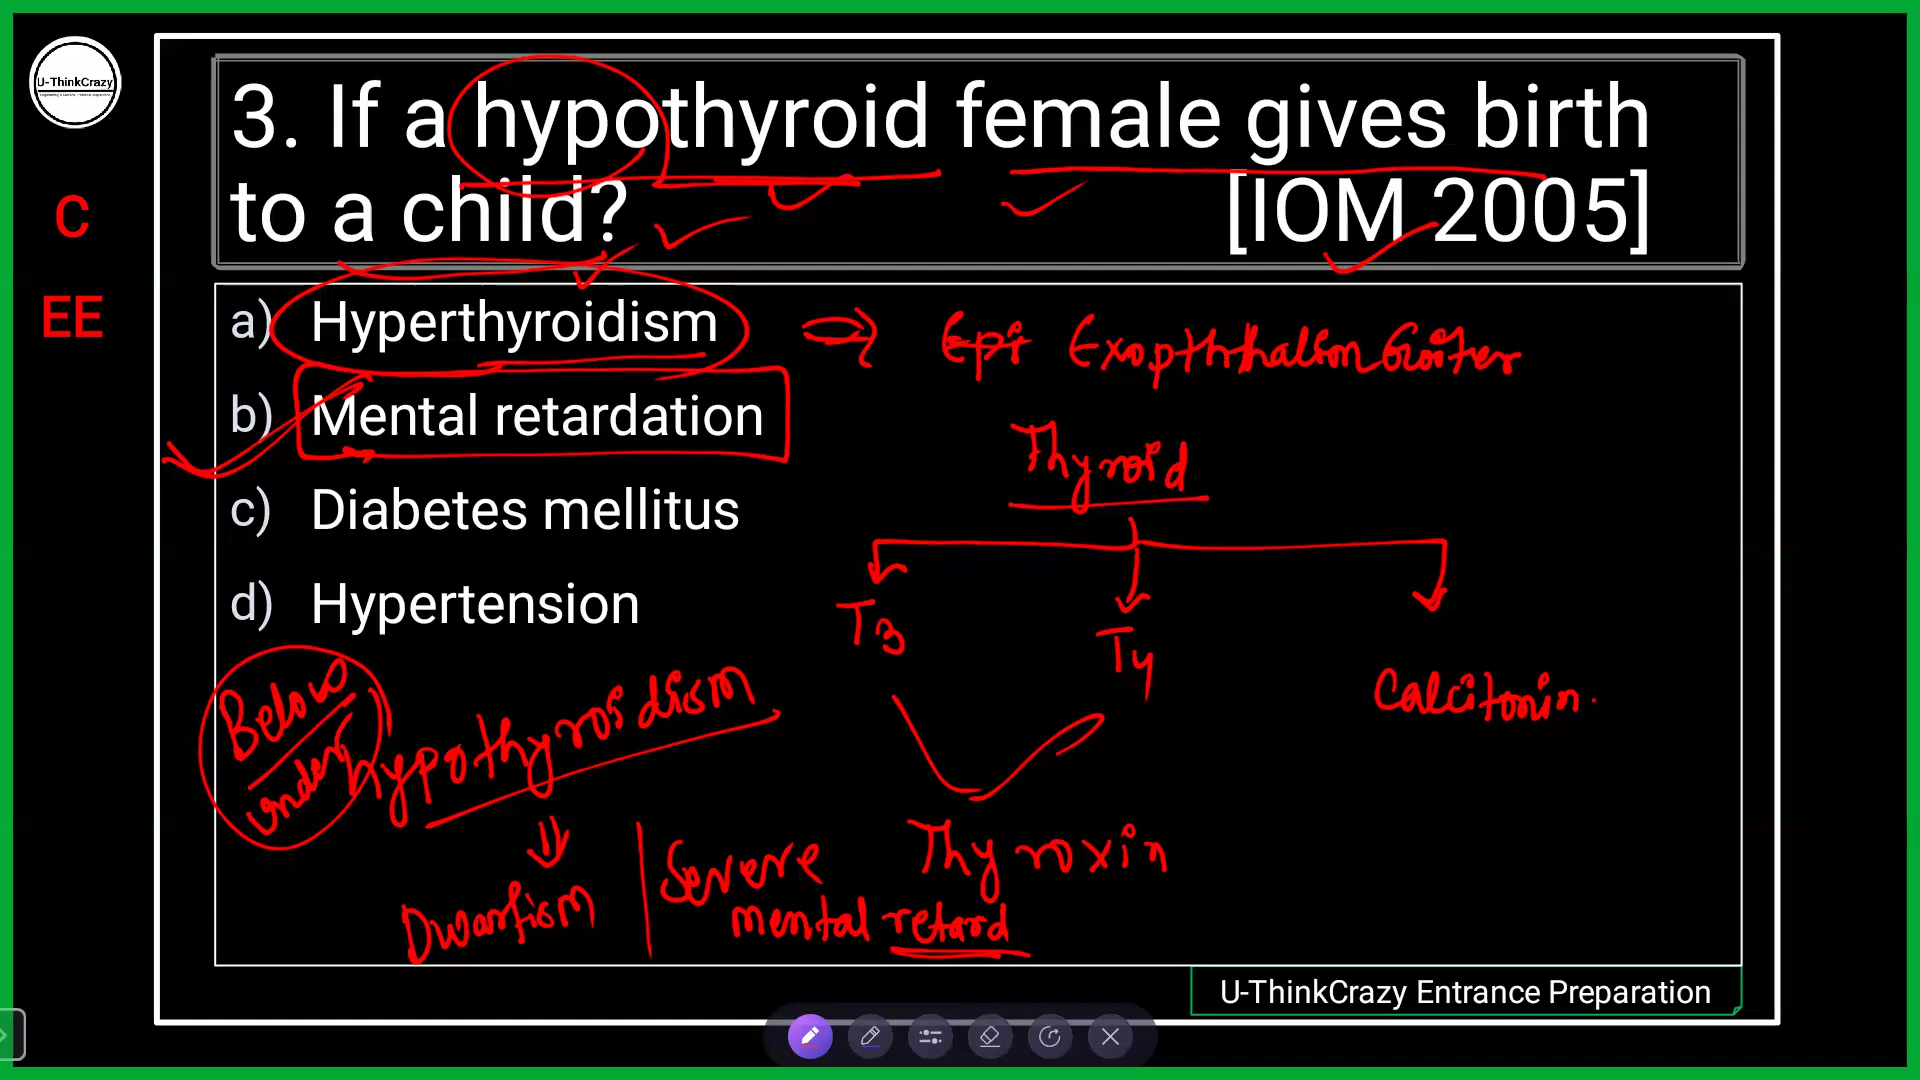 U-ThinkCrazy
3. If a hypothyroid female gives birth
to a child? [IOM 2005]
C
EE
a) Hyperthyroidism
b) Mental retardation
c) Diabetes mellitus
d) Hypertension
⇒ Epi Exopththalion Goiter
Thyroid
T3
T4
Calcitonin.
Below
under
hypothyroidism
Dwarfism
Severe
mental retard
Thyroxin
U-ThinkCrazy Entrance Preparation